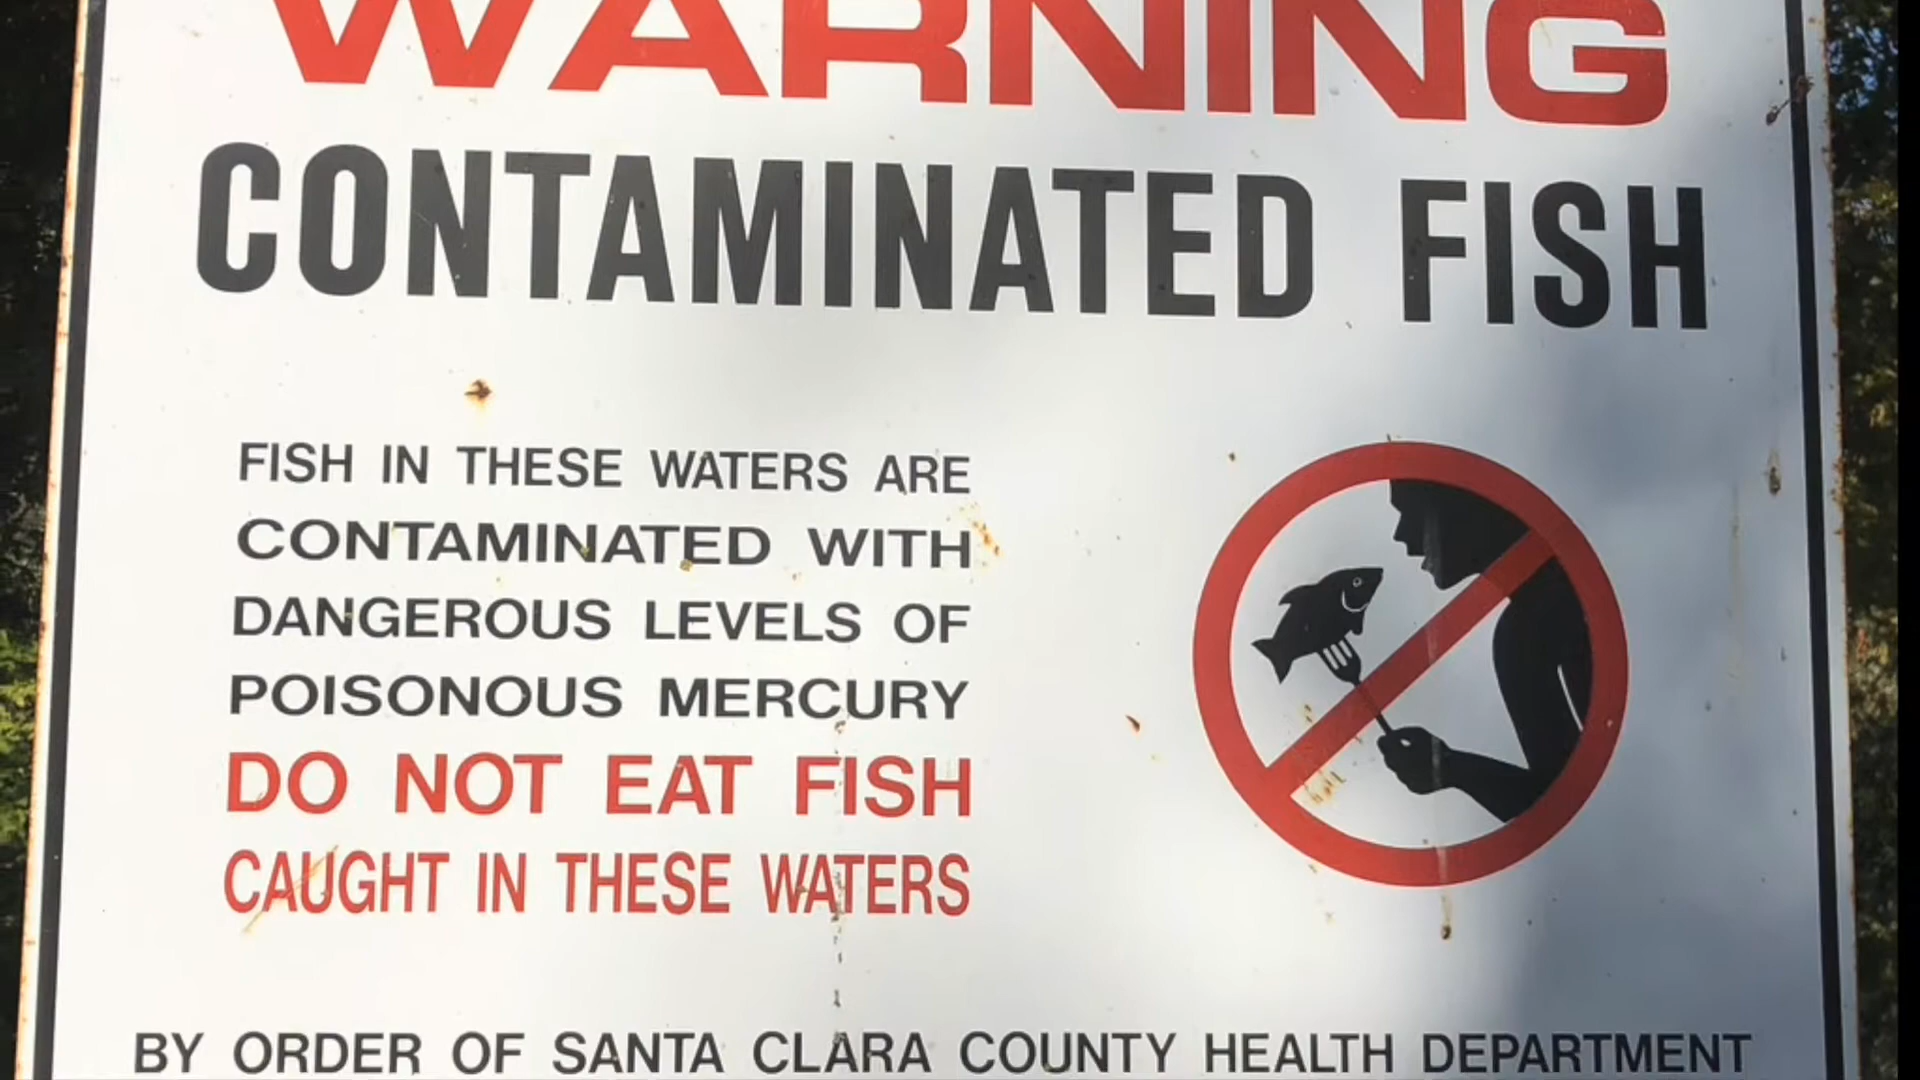 WARNING
CONTAMINATED FISH
FISH IN THESE WATERS ARE
CONTAMINATED WITH
DANGEROUS LEVELS OF
POISONOUS MERCURY
DO NOT EAT FISH
CAUGHT IN THESE WATERS
BY ORDER OF SANTA CLARA COUNTY HEALTH DEPARTMENT